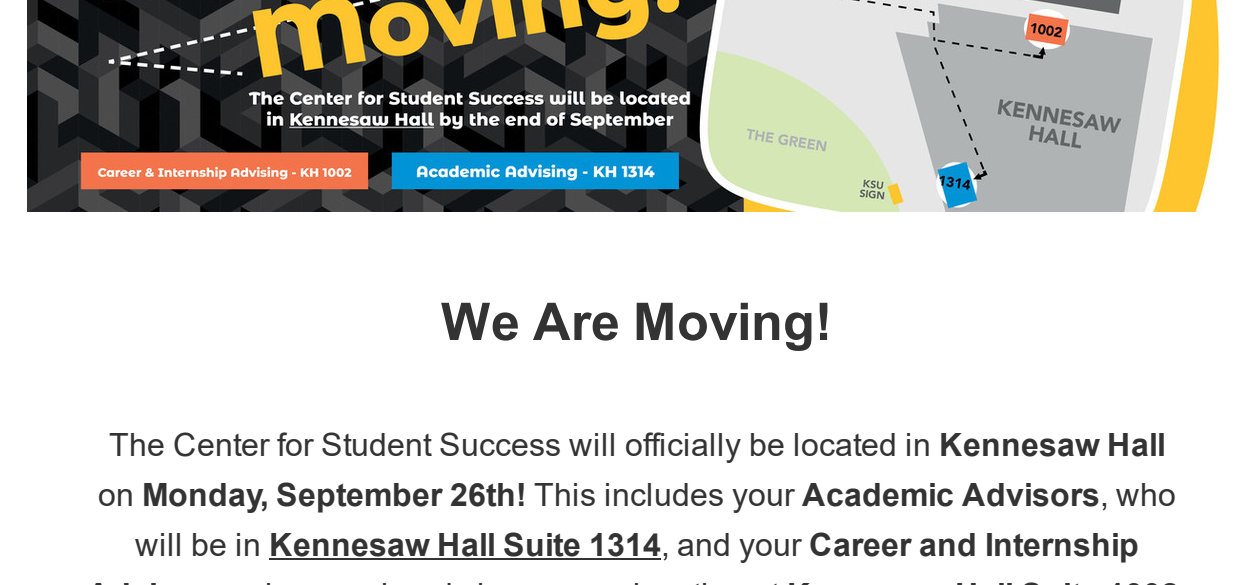 moving!
The Center for Student Success will be located
in Kennesaw Hall by the end of September
Career & Internship Advising - KH 1002
Academic Advising - KH 1314
1002
KENNESAW
HALL
THE GREEN
KSU
SIGN
1314
We Are Moving!
The Center for Student Success will officially be located in Kennesaw Hall
on Monday, September 26th! This includes your Academic Advisors, who
will be in Kennesaw Hall Suite 1314, and your Career and Internship